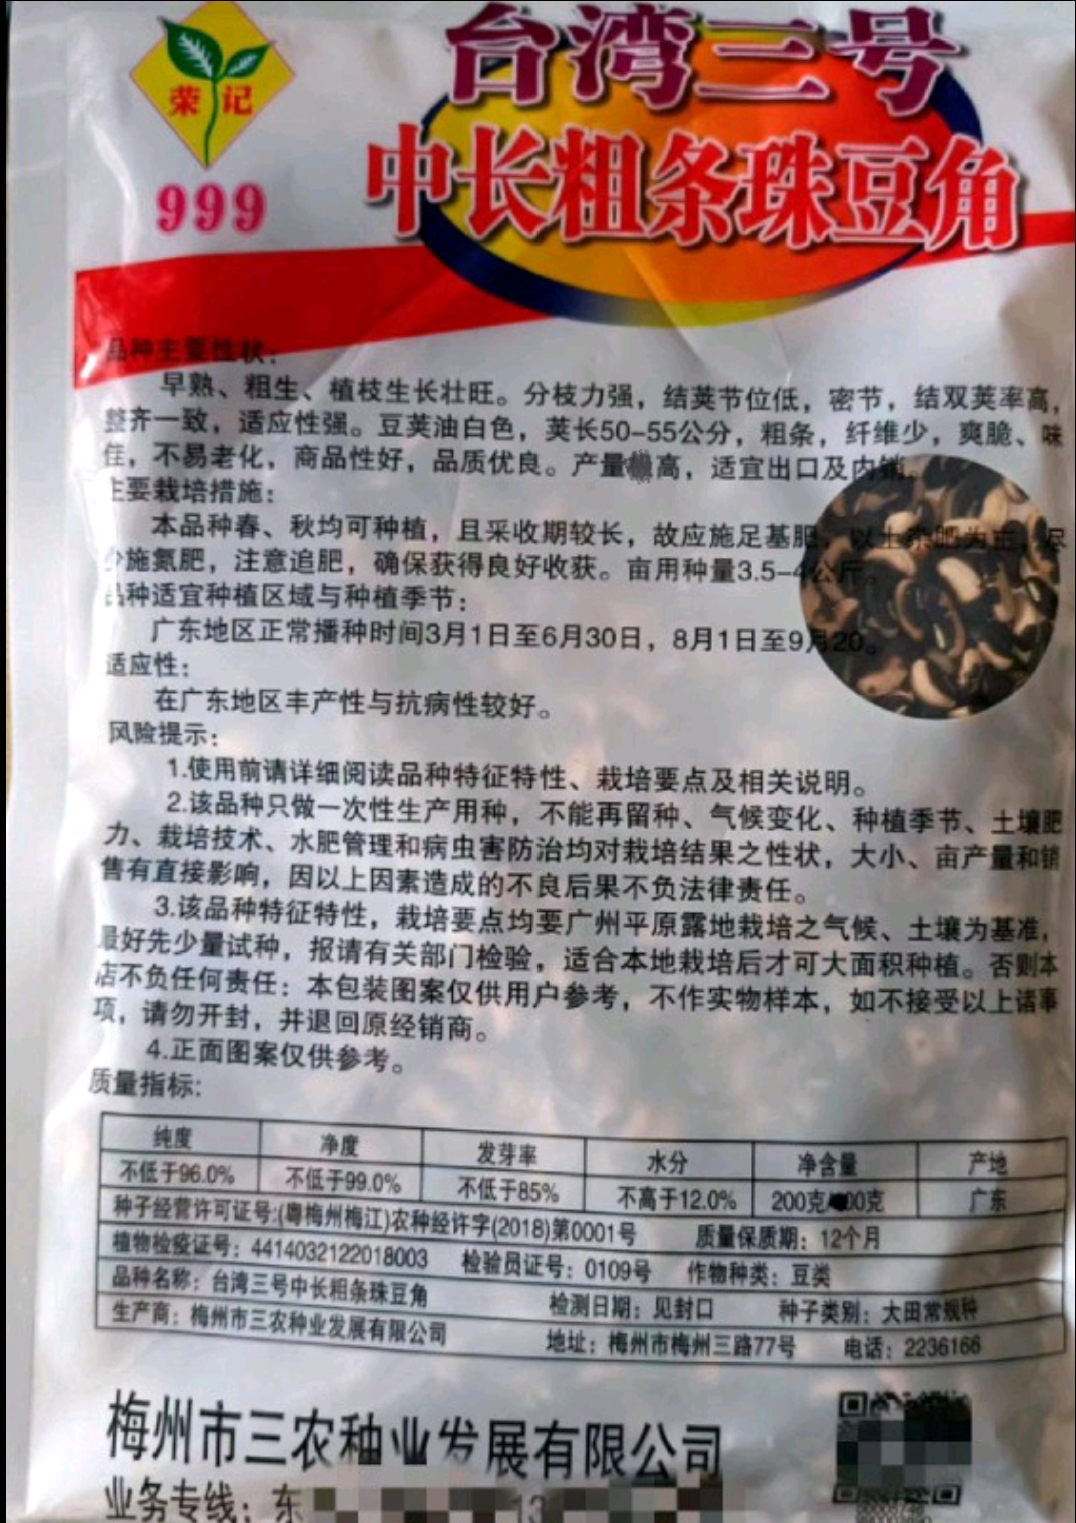 台湾三号
荣记
中长粗条珠豆角
999
品种主要性状：
早熟、粗生、植枝生长壮旺。分枝力强，结荚节位低，密节，结双荚率高，
整齐一致，适应性强。豆荚油白色，荚长50-55公分，粗条，纤维少，爽脆、味
佳，不易老化，商品性好，品质优良。产量高，适宜出口及内销。
主要栽培措施：
本品种春、秋均可种植，且采收期较长，故应施足基肥，以土杂肥为主，尽
少施氮肥，注意追肥，确保获得良好收获。亩用种量3.5-4公斤。
品种适宜种植区域与种植季节：
广东地区正常播种时间3月1日至6月30日，8月1日至9月20。
适应性：
在广东地区丰产性与抗病性较好。
风险提示：
1.使用前请详细阅读品种特征特性、栽培要点及相关说明。
2.该品种只做一次性生产用种，不能再留种、气候变化、种植季节、土壤肥
力、栽培技术、水肥管理和病虫害防治均对栽培结果之性状，大小、亩产量和销
售有直接影响，因以上因素造成的不良后果不负法律责任。
3.该品种特征特性，栽培要点均要广州平原露地栽培之气候、土壤为基准，
最好先少量试种，报请有关部门检验，适合本地栽培后才可大面积种植。否则本
店不负任何责任：本包装图案仅供用户参考，不作实物样本，如不接受以上诸事
项，请勿开封，并退回原经销商。
4.正面图案仅供参考。
质量指标:
纯度 净度 发芽率 水分 净含量 产地
不低于96.0% 不低于99.0% 不低于85% 不高于12.0% 200克 00克 广东
种子经营许可证号:(粤梅州梅江)农种经许字(2018)第0001号 质量保质期：12个月
植物检疫证号：4414032122018003 检验员证号：0109号 作物种类：豆类
品种名称：台湾三号中长粗条珠豆角 检测日期：见封口 种子类别：大田常规种
生产商：梅州市三农种业发展有限公司 地址：梅州市梅州三路77号 电话：2236166
梅州市三农种业发展有限公司
业务专线：东 13